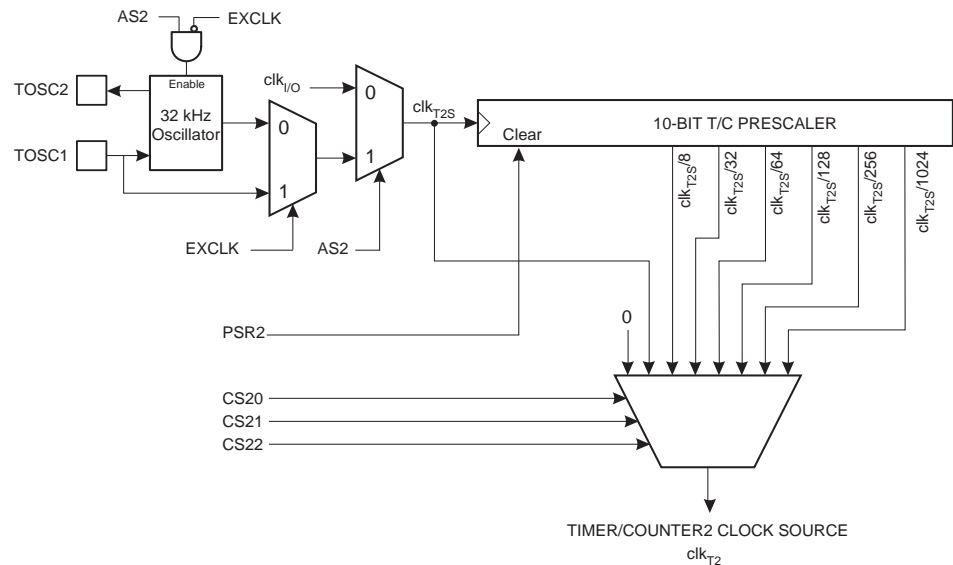 AS2
EXCLK
TOSC2
Enable
32 kHz
Oscillator
TOSC1
clkI/O
0
1
0
1
EXCLK
AS2
clkT2S
10-BIT T/C PRESCALER
Clear
clkT2S/8
clkT2S/32
clkT2S/64
clkT2S/128
clkT2S/256
clkT2S/1024
PSR2
0
CS20
CS21
CS22
TIMER/COUNTER2 CLOCK SOURCE
clkT2